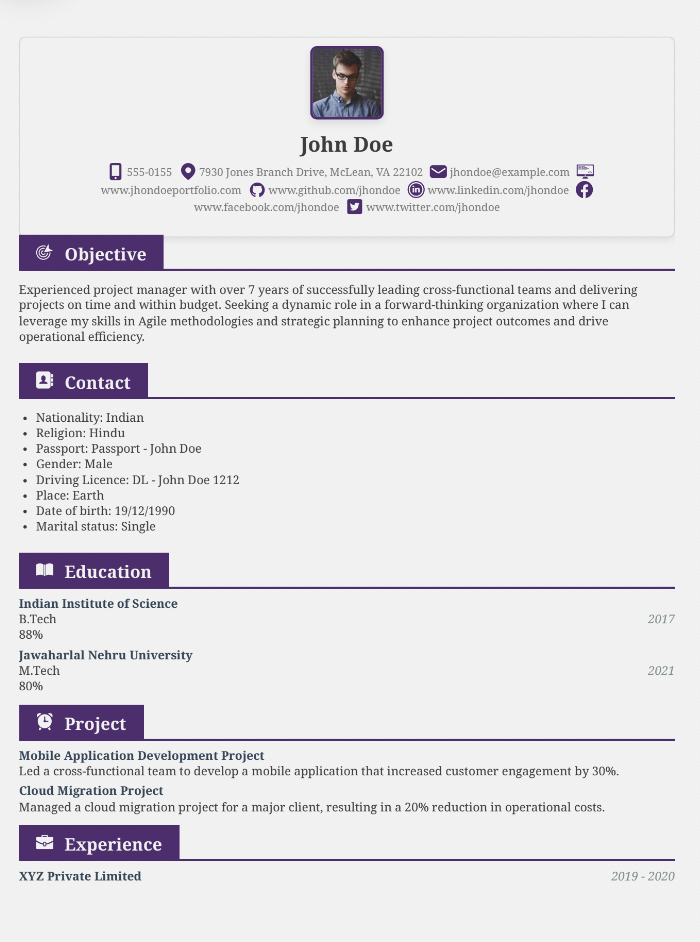 John Doe
555-0155 7930 Jones Branch Drive, McLean, VA 22102 jhondoe@example.com
www.jhondoeportfolio.com www.github.com/jhondoe www.linkedin.com/jhondoe
www.facebook.com/jhondoe www.twitter.com/jhondoe
Objective
Experienced project manager with over 7 years of successfully leading cross-functional teams and delivering
projects on time and within budget. Seeking a dynamic role in a forward-thinking organization where I can
leverage my skills in Agile methodologies and strategic planning to enhance project outcomes and drive
operational efficiency.
Contact
• Nationality: Indian
• Religion: Hindu
• Passport: Passport - John Doe
• Gender: Male
• Driving Licence: DL - John Doe 1212
• Place: Earth
• Date of birth: 19/12/1990
• Marital status: Single
Education
Indian Institute of Science
B.Tech 2017
88%
Jawaharlal Nehru University
M.Tech 2021
80%
Project
Mobile Application Development Project
Led a cross-functional team to develop a mobile application that increased customer engagement by 30%.
Cloud Migration Project
Managed a cloud migration project for a major client, resulting in a 20% reduction in operational costs.
Experience
XYZ Private Limited 2019 - 2020